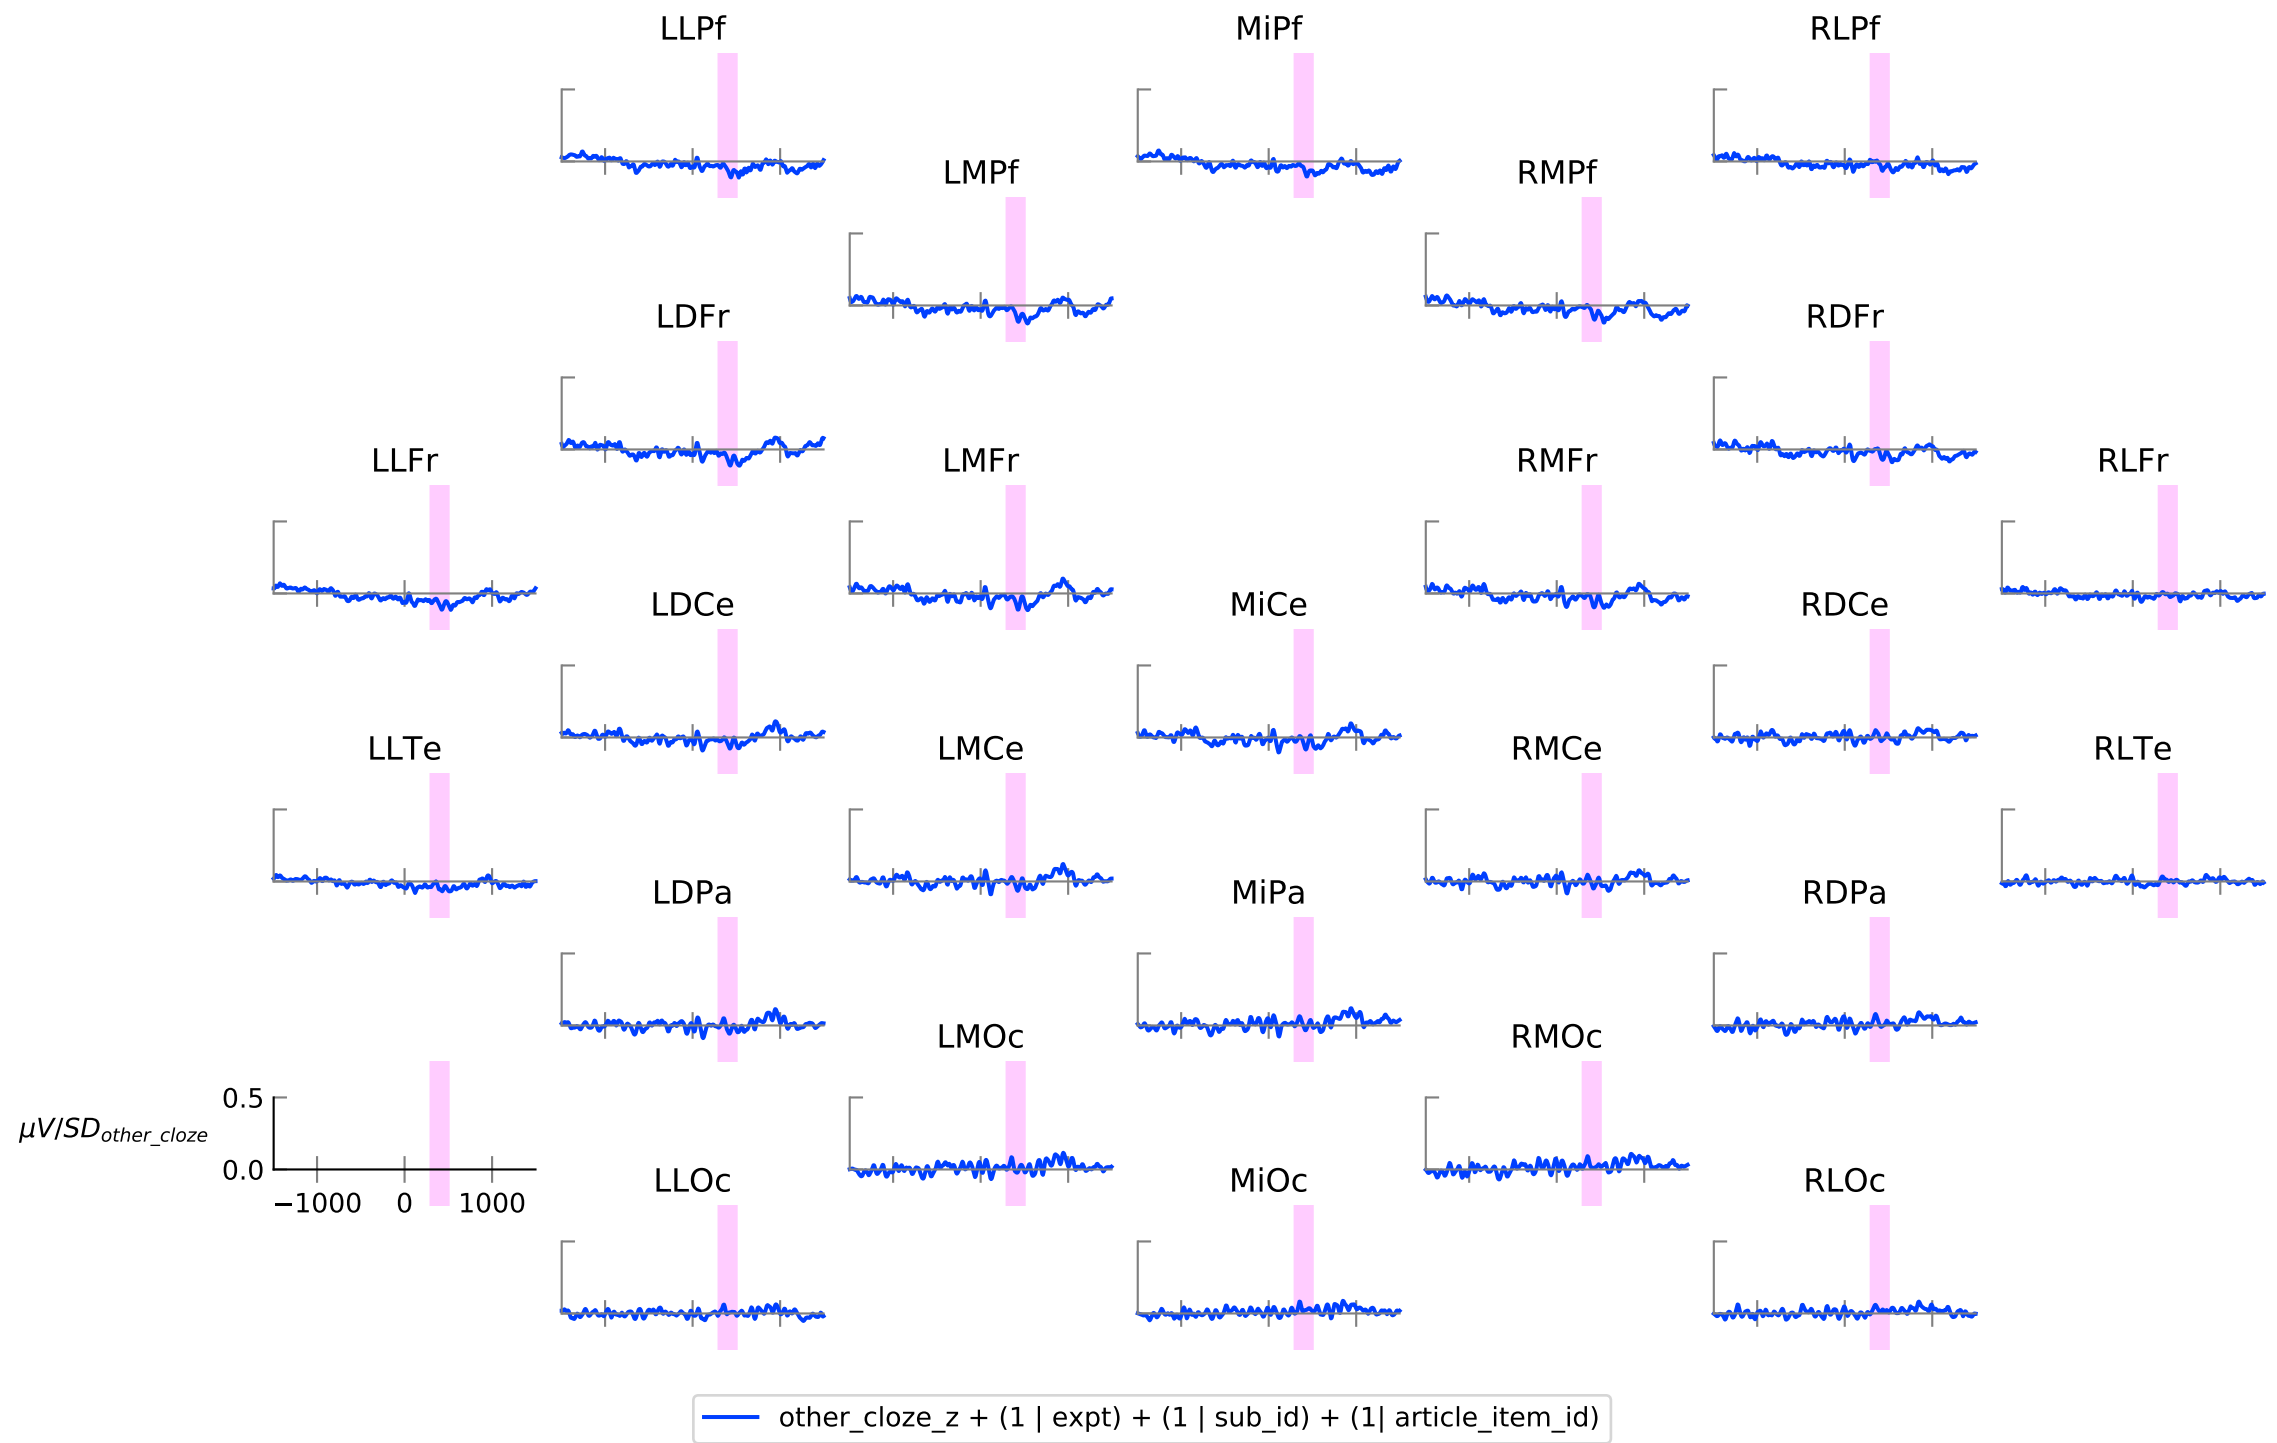 LLPf MiPf RLPf
LMPf RMPf
LDFr RDFr
LLFr LMFr RMFr RLFr
LDCe MiCe RDCe
LLTe LMCe RMCe RLTe
LDPa MiPa RDPa
LMOc RMOc
0.5
μV/SDother_cloze
0.0
LLOc MiOc RLOc
−1000 0 1000
other_cloze_z + (1 | expt) + (1 | sub_id) + (1| article_item_id)